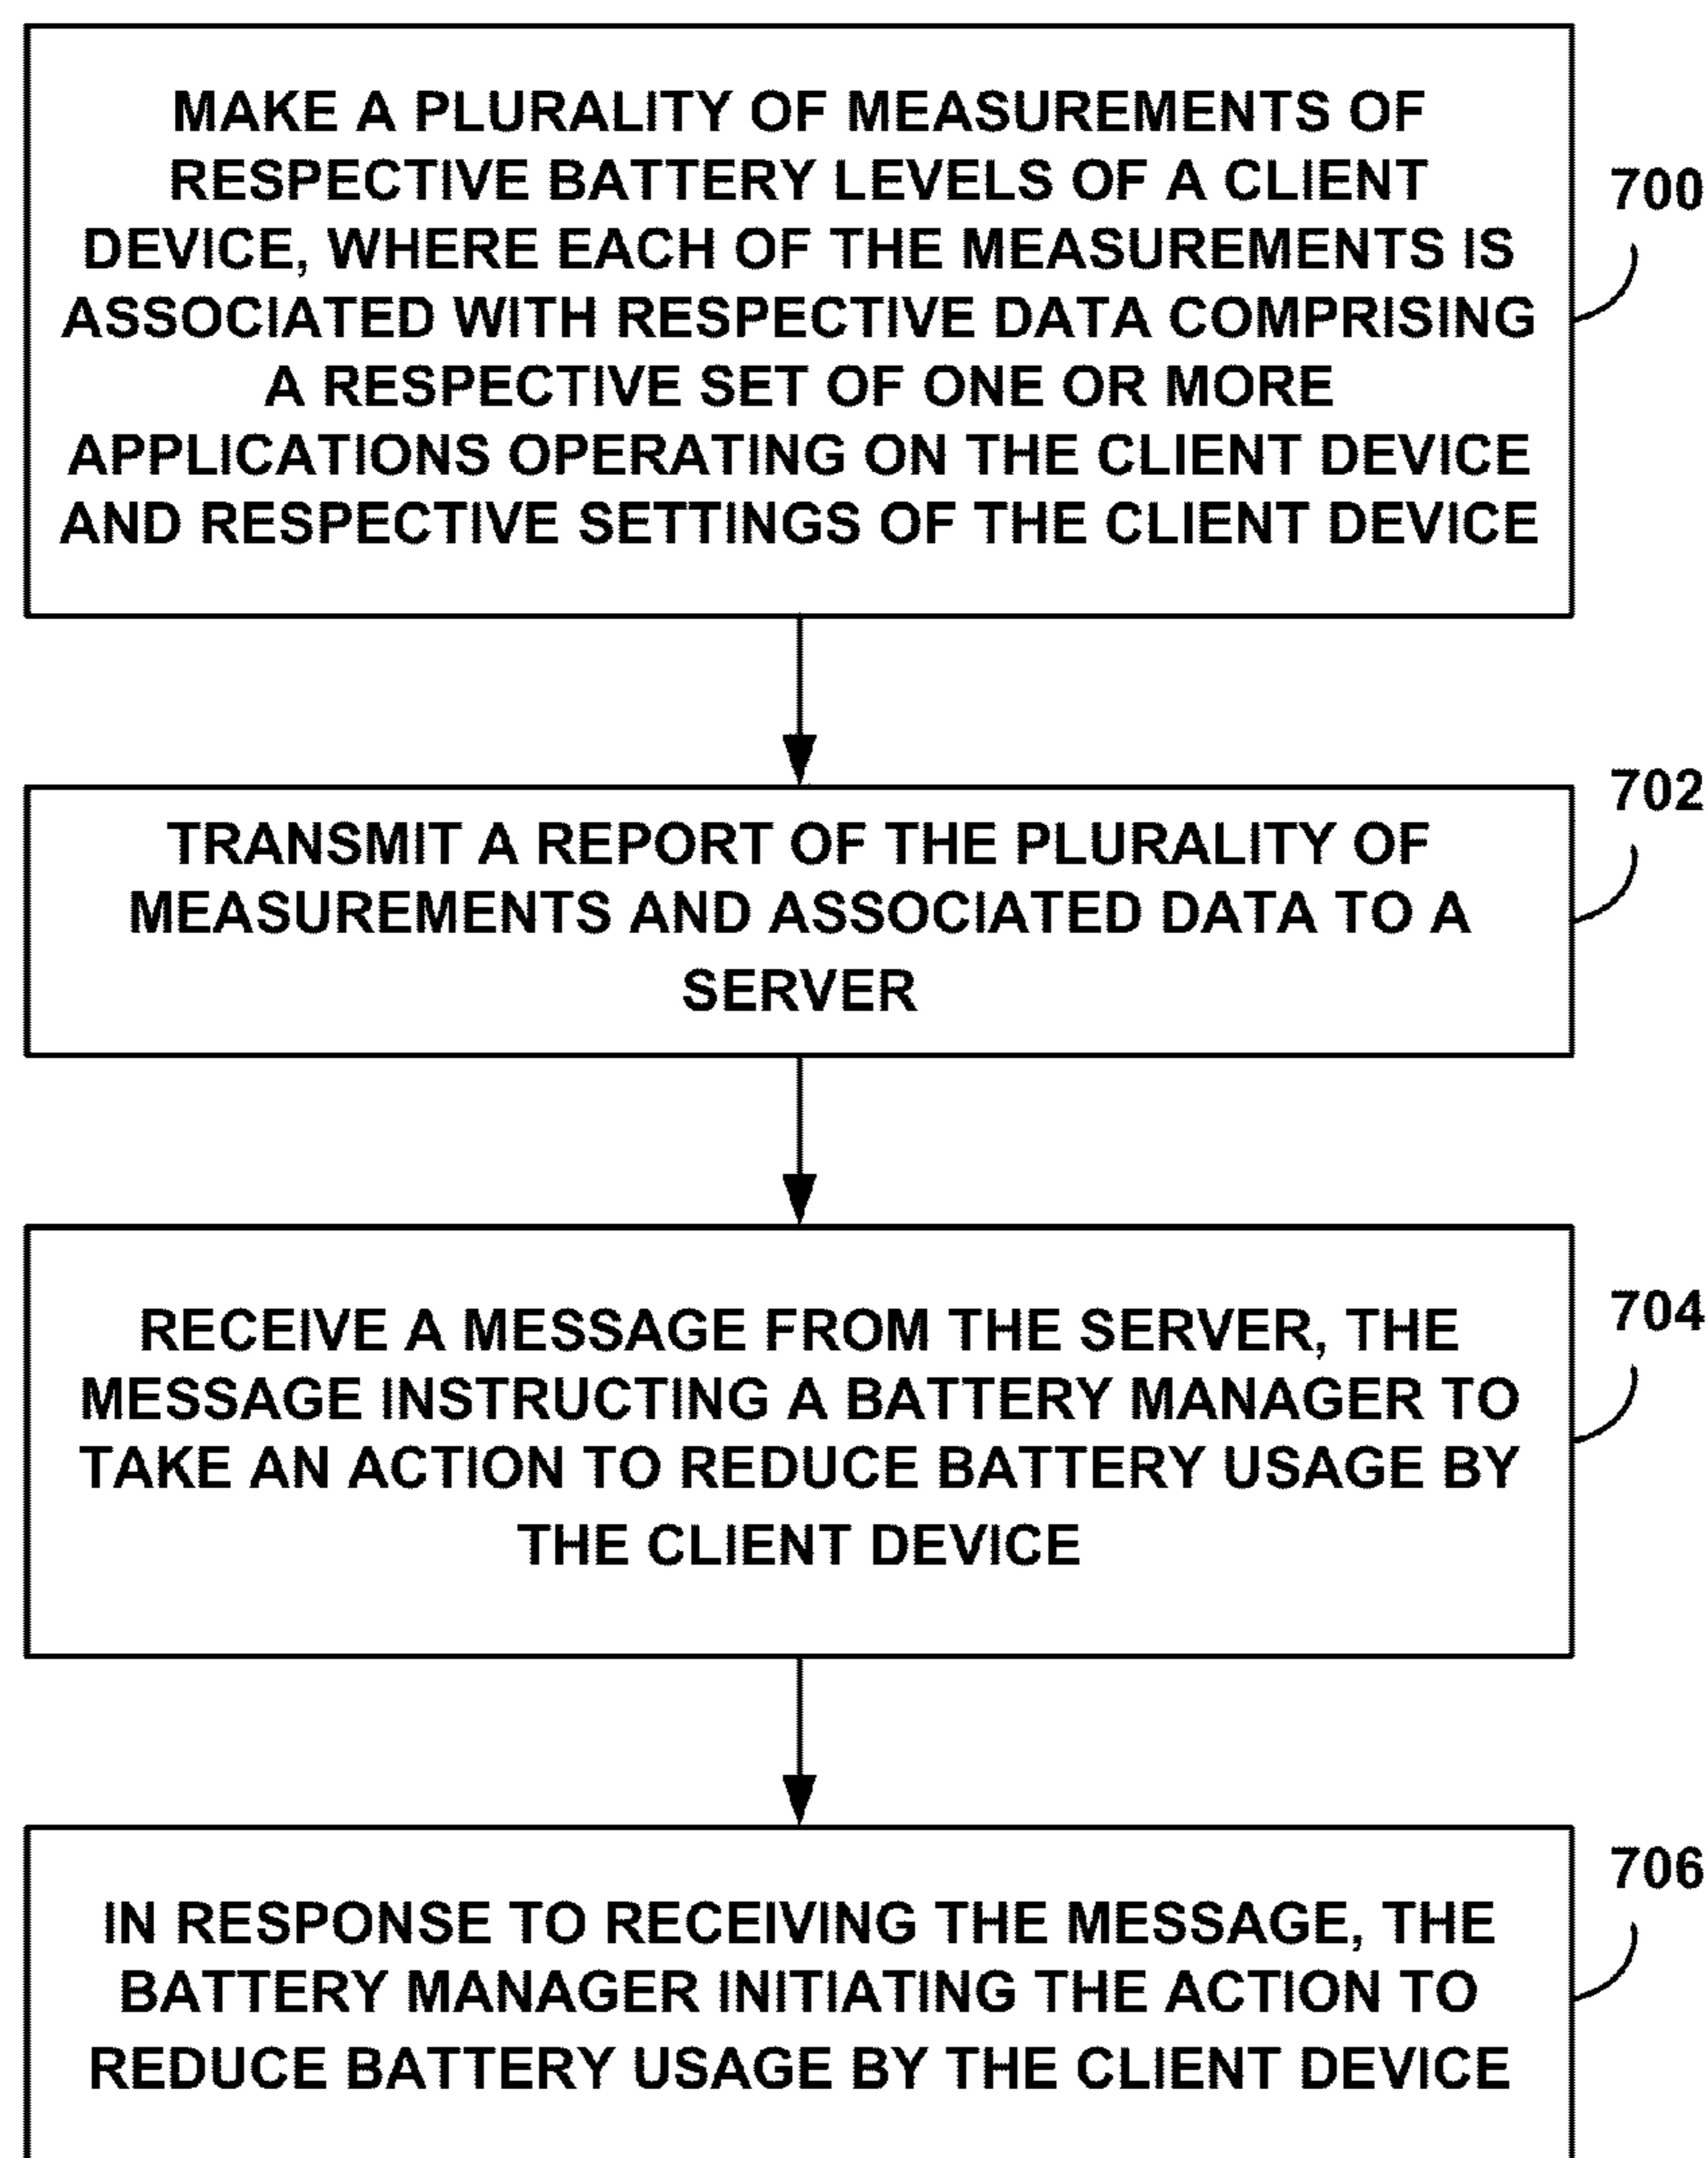 MAKE A PLURALITY OF MEASUREMENTS OF
RESPECTIVE BATTERY LEVELS OF A CLIENT
DEVICE, WHERE EACH OF THE MEASUREMENTS IS
ASSOCIATED WITH RESPECTIVE DATA COMPRISING
A RESPECTIVE SET OF ONE OR MORE
APPLICATIONS OPERATING ON THE CLIENT DEVICE
AND RESPECTIVE SETTINGS OF THE CLIENT DEVICE
700
TRANSMIT A REPORT OF THE PLURALITY OF
MEASUREMENTS AND ASSOCIATED DATA TO A
SERVER
702
RECEIVE A MESSAGE FROM THE SERVER, THE
MESSAGE INSTRUCTING A BATTERY MANAGER TO
TAKE AN ACTION TO REDUCE BATTERY USAGE BY
THE CLIENT DEVICE
704
IN RESPONSE TO RECEIVING THE MESSAGE, THE
BATTERY MANAGER INITIATING THE ACTION TO
REDUCE BATTERY USAGE BY THE CLIENT DEVICE
706